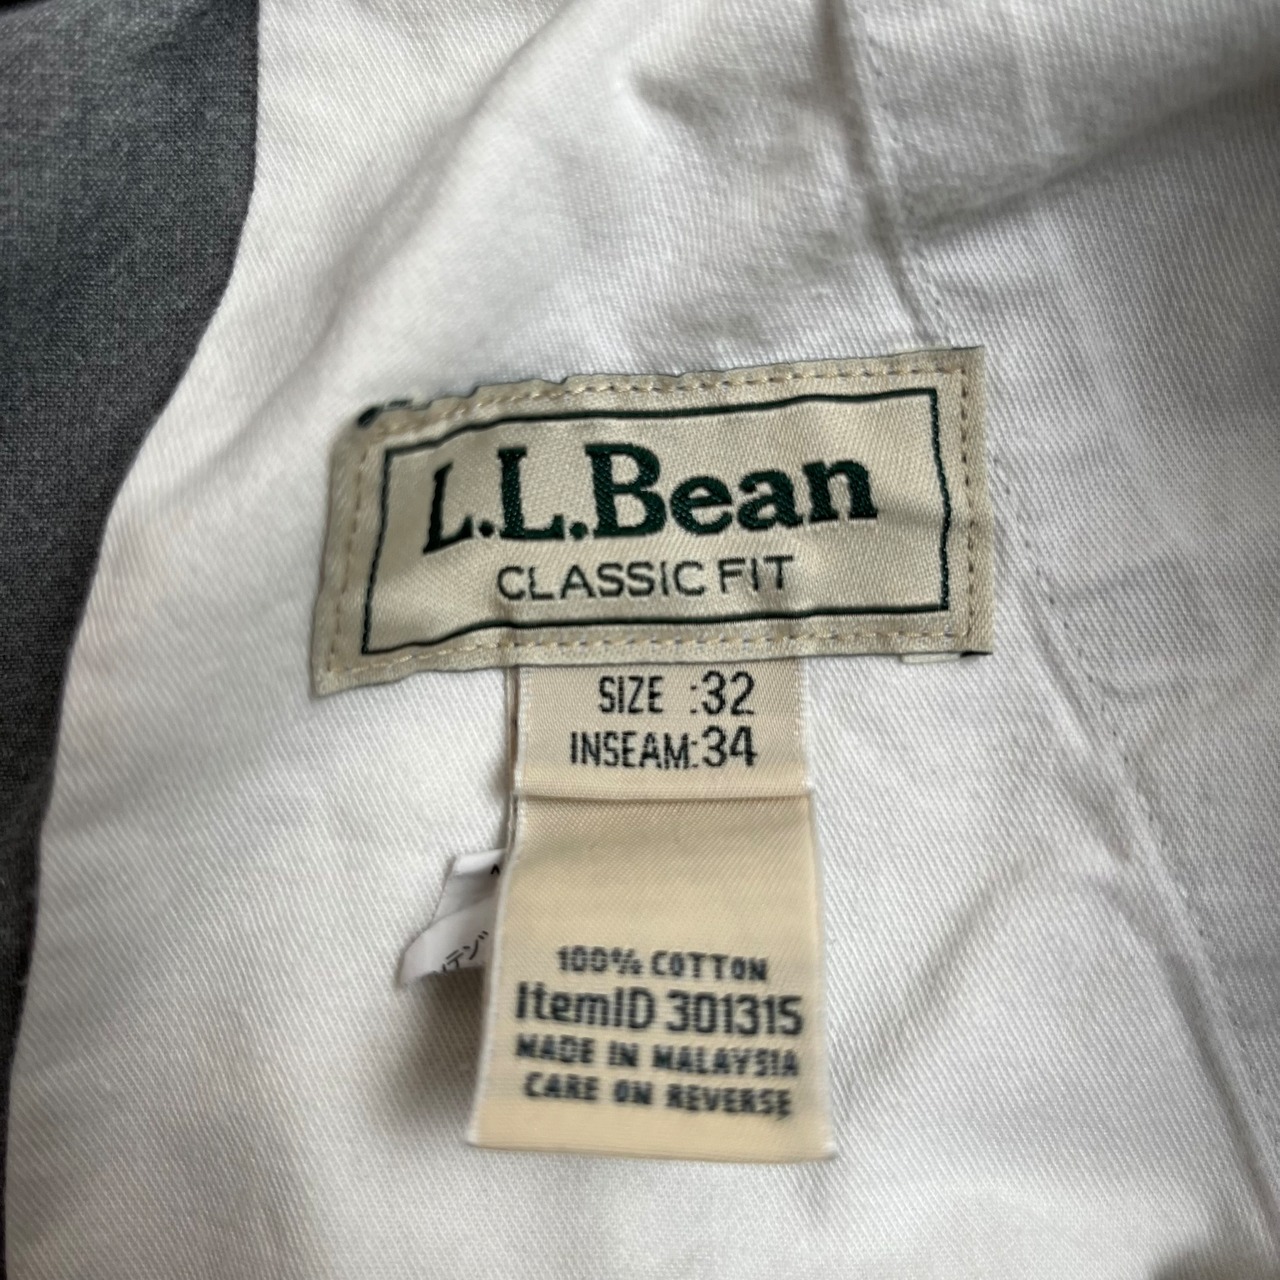 L.L.Bean
CLASSIC FIT
SIZE :32
INSEAM:34
100% COTTON
ItemID 301315
MADE IN MALAYSIA
CARE ON REVERSE